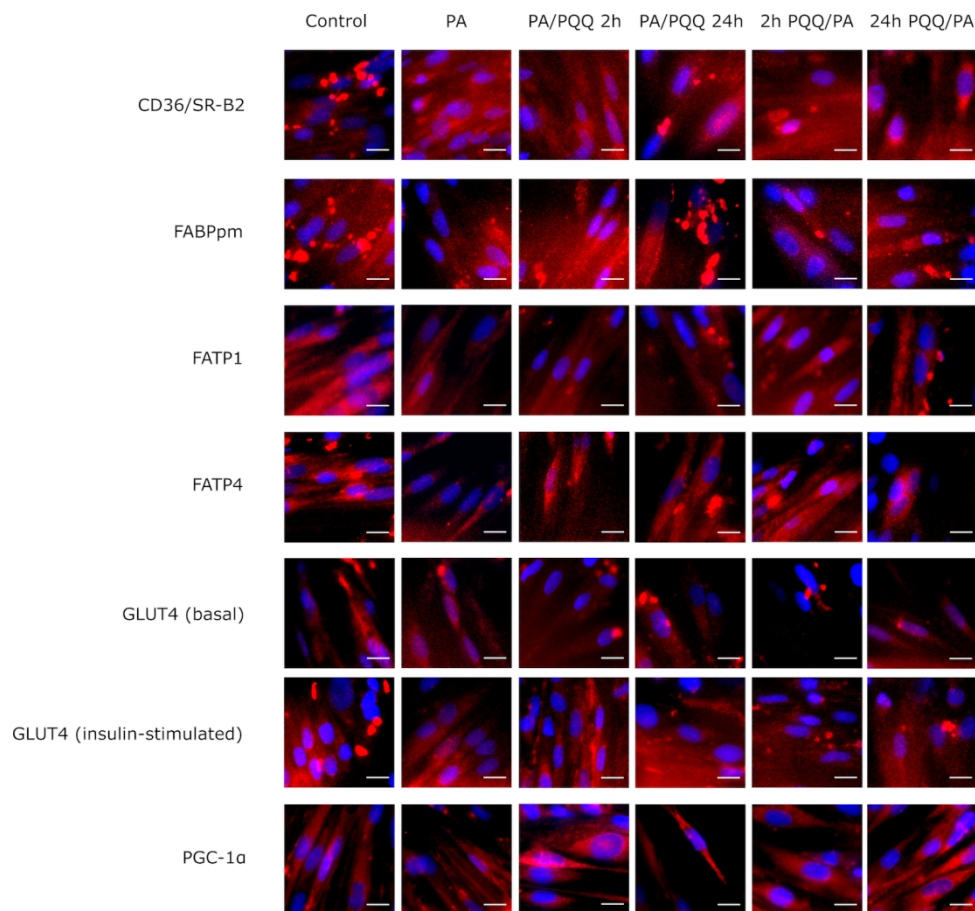 Control PA PA/PQQ 2h PA/PQQ 24h 2h PQQ/PA 24h PQQ/PA
CD36/SR-B2
FABPpm
FATP1
FATP4
GLUT4 (basal)
GLUT4 (insulin-stimulated)
PGC-1α